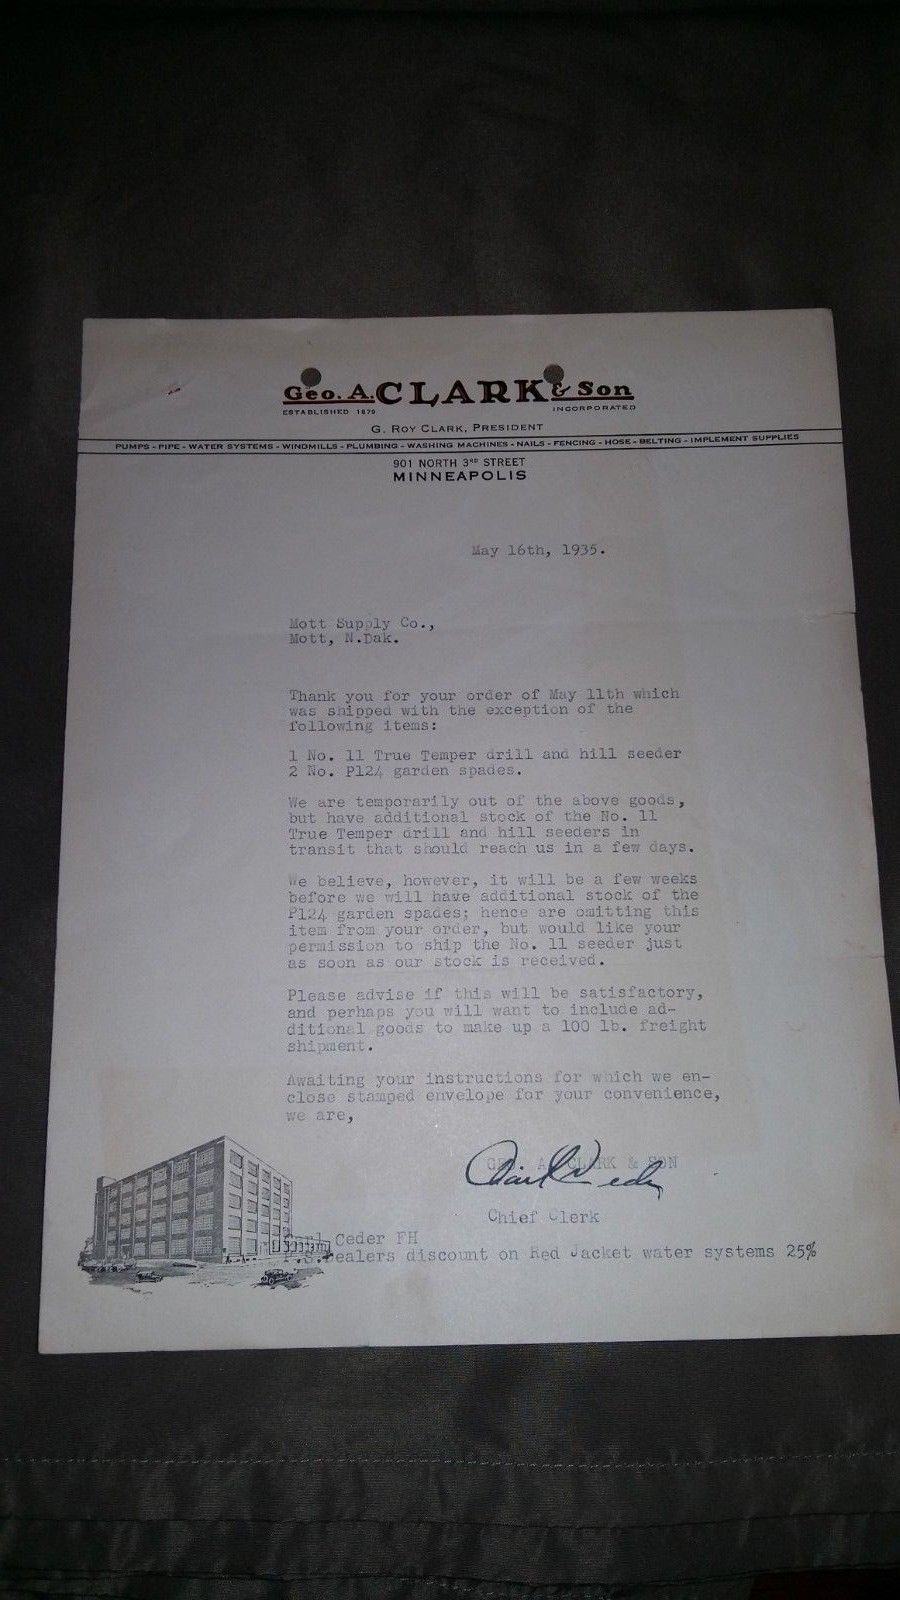 Geo. A. CLARK & Son
ESTABLISHED 1879 INCORPORATED
G. ROY CLARK, PRESIDENT
PUMPS - PIPE - WATER SYSTEMS - WINDMILLS - PLUMBING - WASHING MACHINES - NAILS - FENCING - HOSE - BELTING - IMPLEMENT SUPPLIES
901 NORTH 3RD STREET
MINNEAPOLIS
May 16th, 1935.
Mott Supply Co.,
Mott, N.Dak.
Thank you for your order of May 11th which
was shipped with the exception of the
following items:
1 No. 11 True Temper drill and hill seeder
2 No. P124 garden spades.
We are temporarily out of the above goods,
but have additional stock of the No. 11
True Temper drill and hill seeders in
transit that should reach us in a few days.
We believe, however, it will be a few weeks
before we will have additional stock of the
P124 garden spades; hence are omitting this
item from your order, but would like your
permission to ship the No. 11 seeder just
as soon as our stock is received.
Please advise if this will be satisfactory,
and perhaps you will want to include ad-
ditional goods to make up a 100 lb. freight
shipment.
Awaiting your instructions for which we en-
close stamped envelope for your convenience,
we are,
GEO. A. CLARK & SON
Chief Clerk
Ceder FH
P.S. Dealers discount on Red Jacket water systems 25%